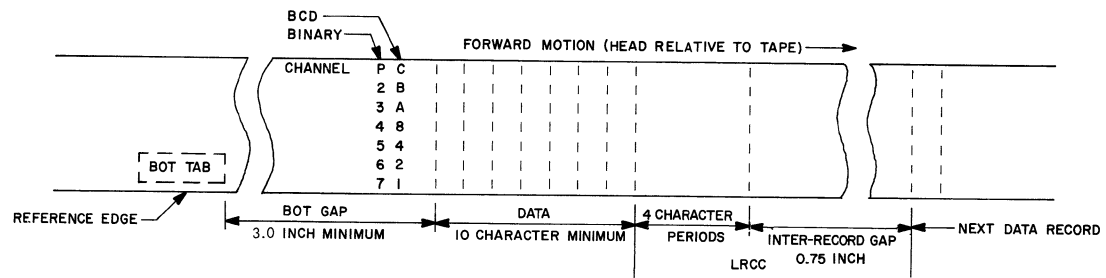 BCD
BINARY
FORWARD MOTION (HEAD RELATIVE TO TAPE)
CHANNEL P C
2 B
3 A
4 8
5 4
6 2
7 1
BOT TAB
REFERENCE EDGE
BOT GAP
3.0 INCH MINIMUM
DATA
10 CHARACTER MINIMUM
4 CHARACTER
PERIODS
LRCC
INTER-RECORD GAP
0.75 INCH
NEXT DATA RECORD